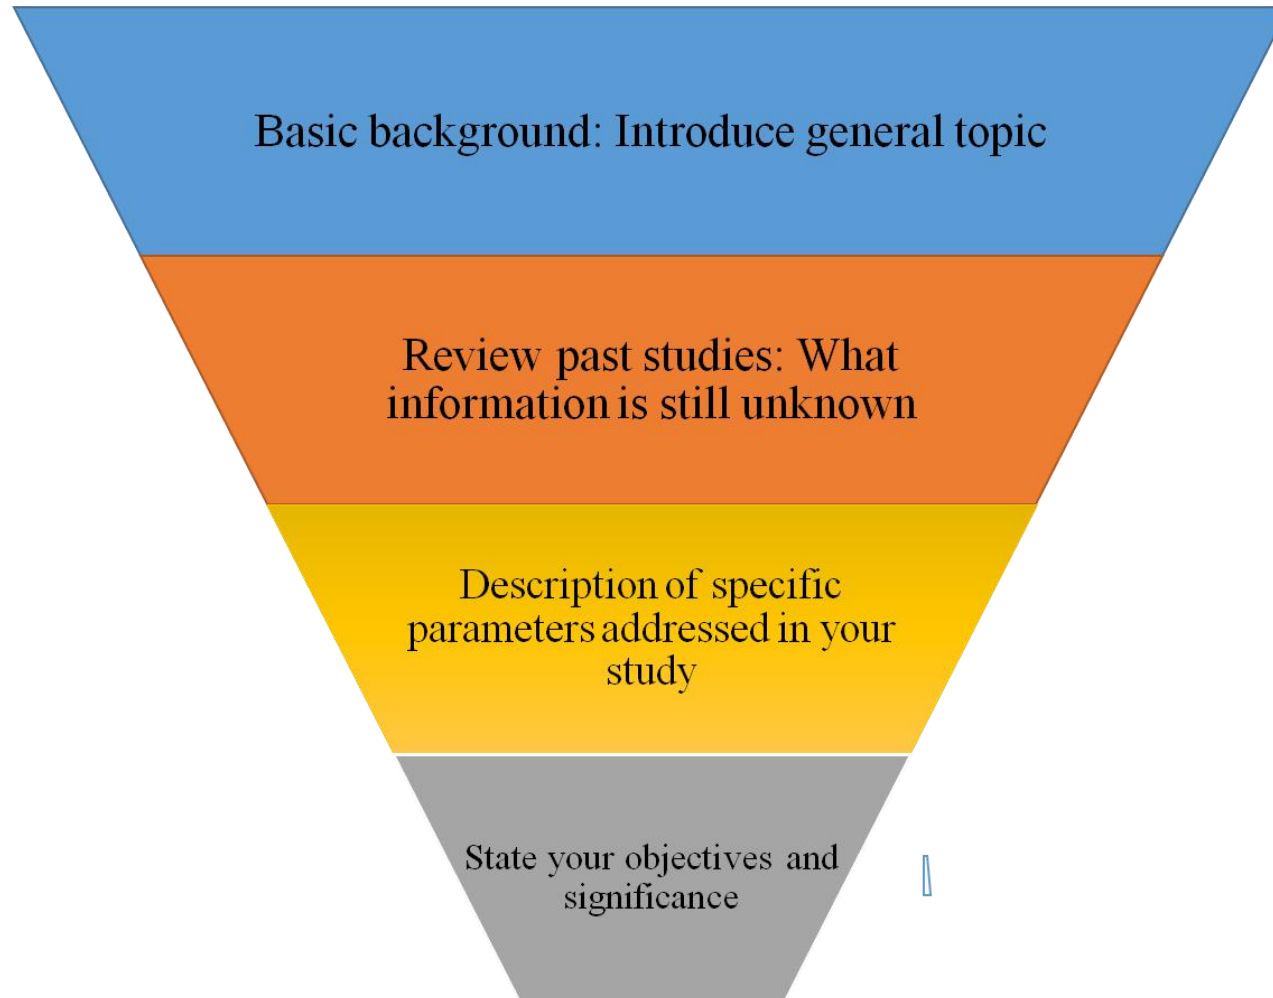 Basic background: Introduce general topic
Review past studies: What
information is still unknown
Description of specific
parameters addressed in your
study
State your objectives and
significance